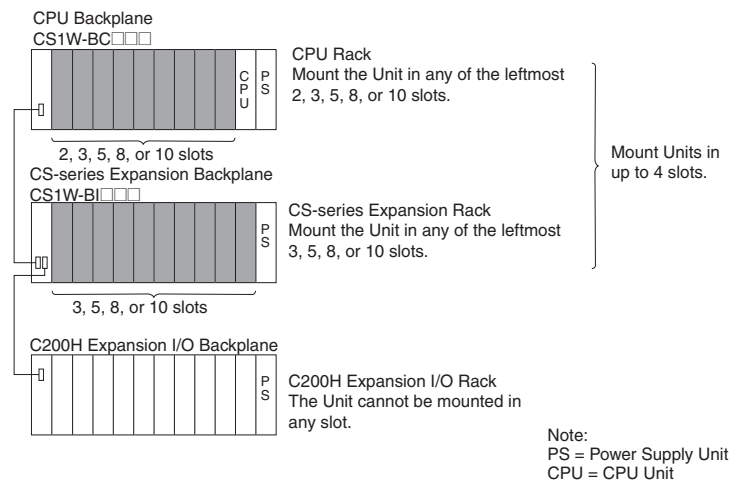 CPU Backplane
CS1W-BC□□□
C
P
U
P
S
CPU Rack
Mount the Unit in any of the leftmost
2, 3, 5, 8, or 10 slots.
2, 3, 5, 8, or 10 slots
Mount Units in
up to 4 slots.
CS-series Expansion Backplane
CS1W-BI□□□
P
S
CS-series Expansion Rack
Mount the Unit in any of the leftmost
3, 5, 8, or 10 slots.
3, 5, 8, or 10 slots
C200H Expansion I/O Backplane
P
S
C200H Expansion I/O Rack
The Unit cannot be mounted in
any slot.
Note:
PS = Power Supply Unit
CPU = CPU Unit